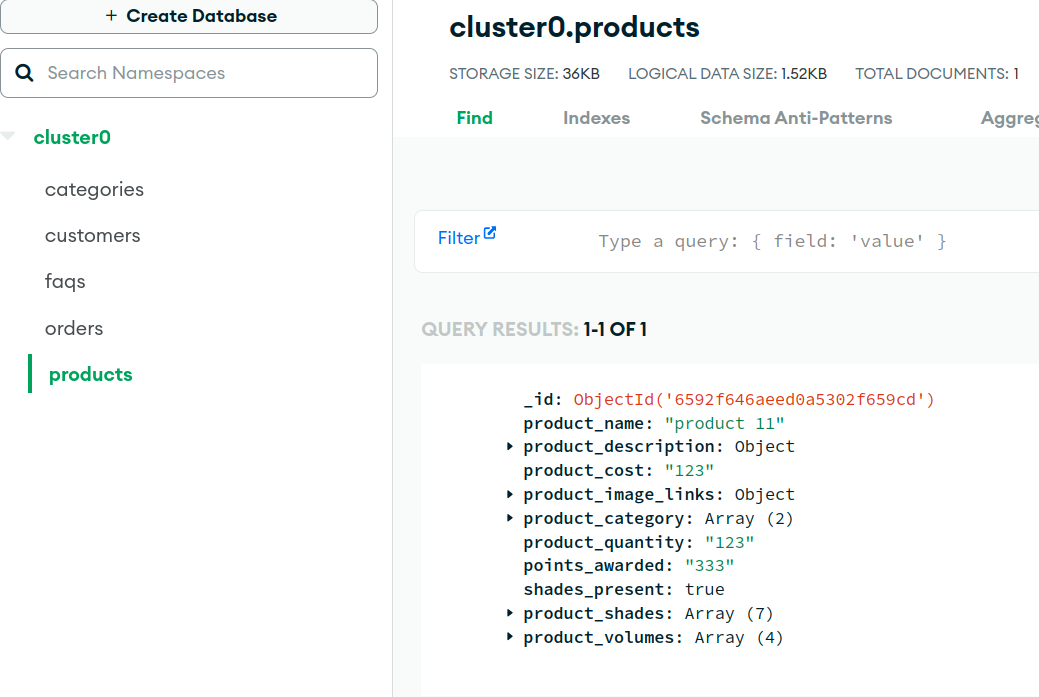 + Create Database
Search Namespaces
cluster0
categories
customers
faqs
orders
products
cluster0.products
STORAGE SIZE: 36KB LOGICAL DATA SIZE: 1.52KB TOTAL DOCUMENTS: 1
Find Indexes Schema Anti-Patterns Aggreg
Filter Type a query: { field: 'value' }
QUERY RESULTS: 1-1 OF 1
_id: ObjectId('6592f646aeed0a5302f659cd')
product_name: "product 11"
product_description: Object
product_cost: "123"
product_image_links: Object
product_category: Array (2)
product_quantity: "123"
points_awarded: "333"
shades_present: true
product_shades: Array (7)
product_volumes: Array (4)